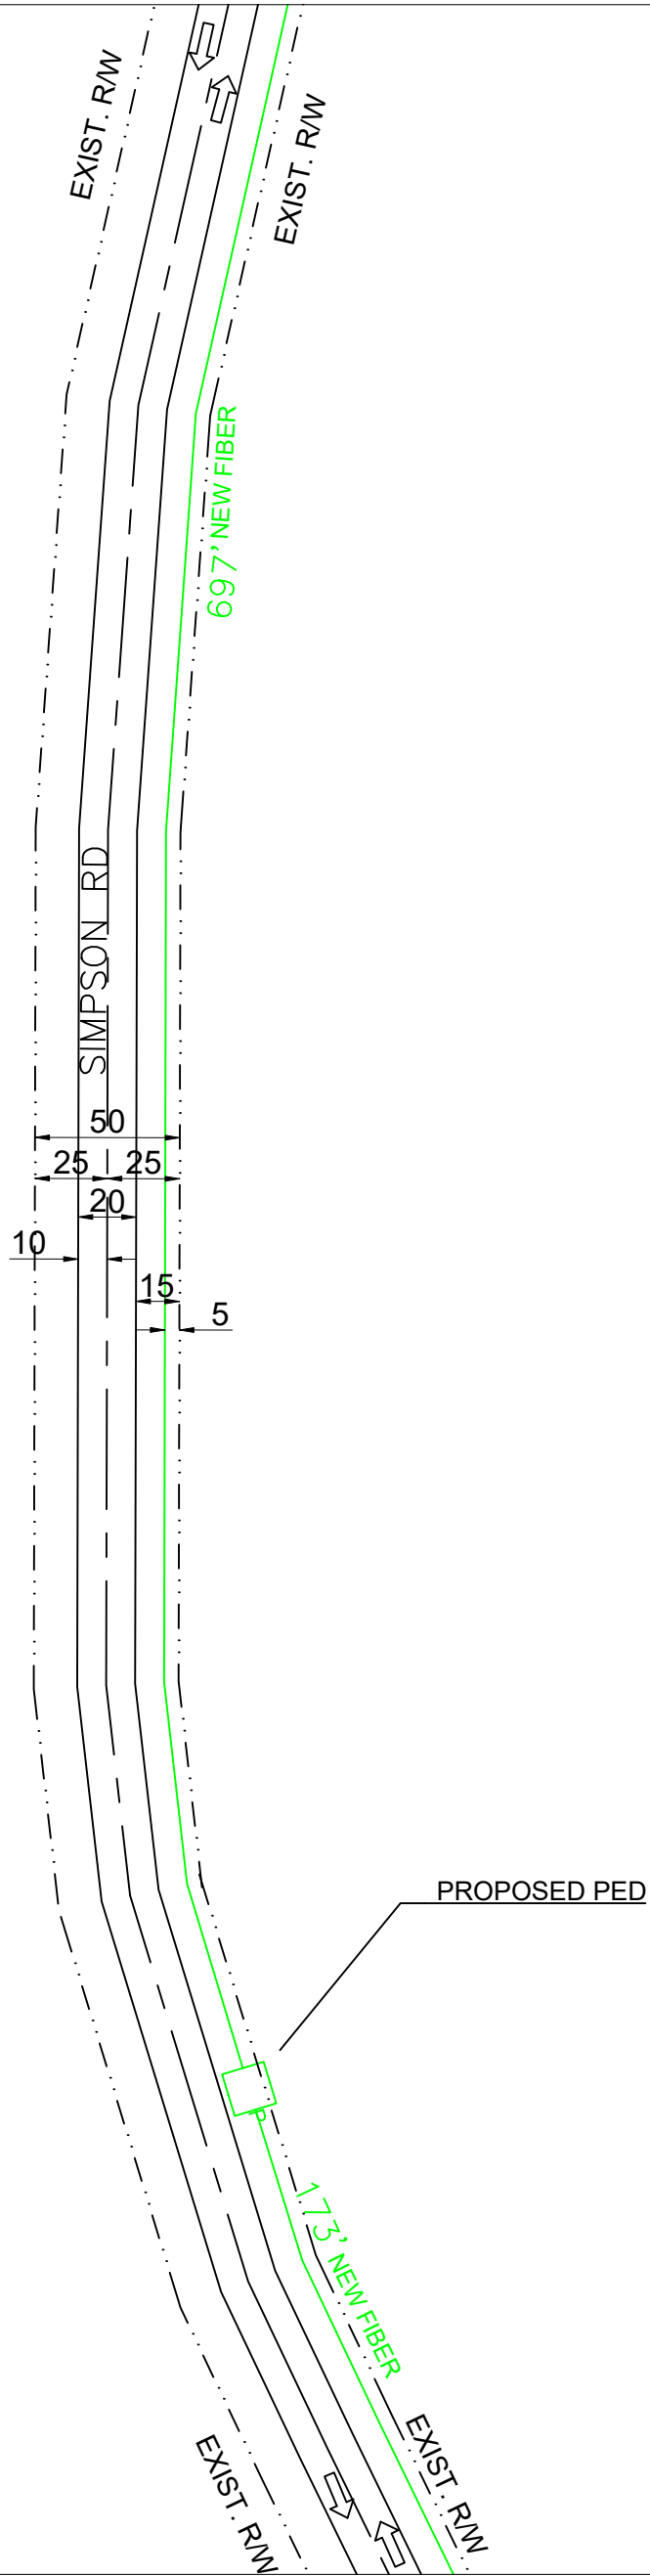 EXIST. R/W
EXIST. R/W
697' NEW FIBER
SIMPSON RD
50
25
25
20
10
15
5
PROPOSED PED
P
173' NEW FIBER
EXIST. R/W
EXIST. R/W